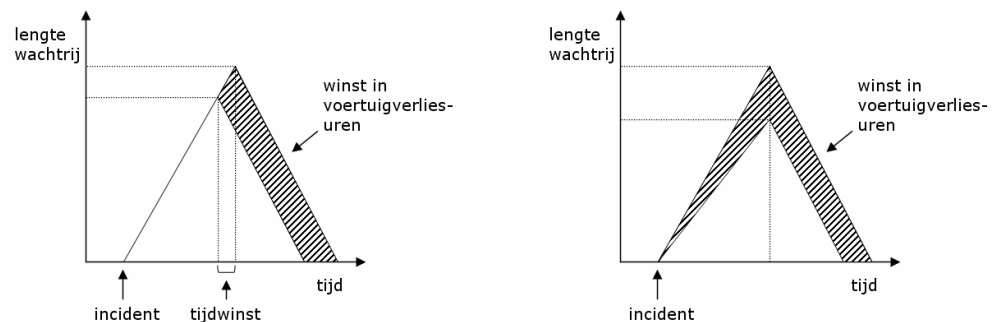 lengte
wachtrij
winst in
voertuigverlies-
uren
tijd
incident
tijdwinst
lengte
wachtrij
winst in
voertuigverlies-
uren
tijd
incident